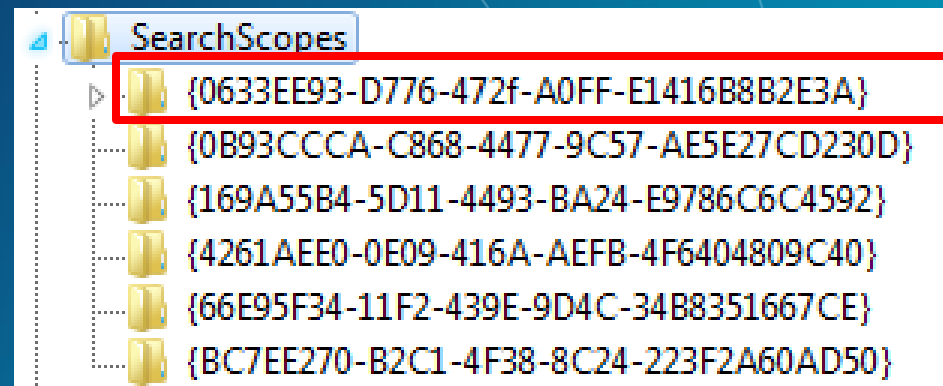 SearchScopes
{0633EE93-D776-472f-A0FF-E1416B8B2E3A}
{0B93CCCA-C868-4477-9C57-AE5E27CD230D}
{169A55B4-5D11-4493-BA24-E9786C6C4592}
{4261AEE0-0E09-416A-AEFB-4F6404809C40}
{66E95F34-11F2-439E-9D4C-34B8351667CE}
{BC7EE270-B2C1-4F38-8C24-223F2A60AD50}